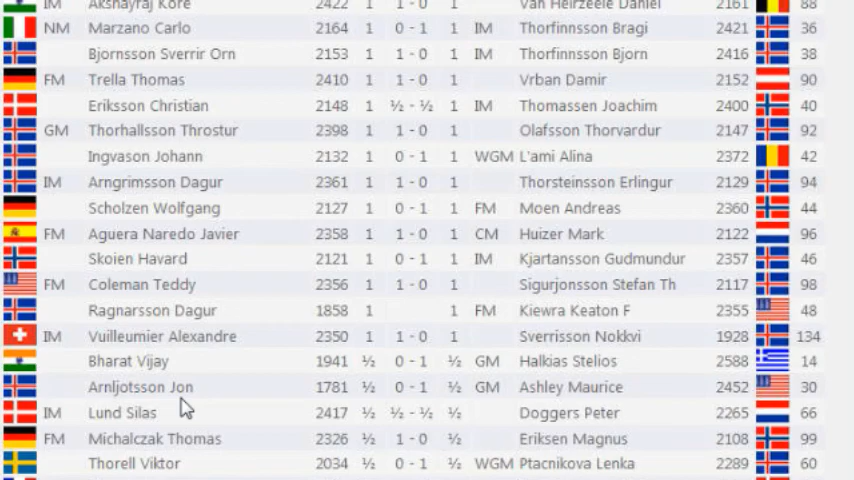 IM Akshayraj Kore 2422 1 1 - 0 1 Van Heirzeele Daniel 2161 88
NM Marzano Carlo 2164 1 0 - 1 1 IM Thorfinnsson Bragi 2421 36
Bjornsson Sverrir Orn 2153 1 1 - 0 1 IM Thorfinnsson Bjorn 2416 38
FM Trella Thomas 2410 1 1 - 0 1 Vrban Damir 2152 90
Eriksson Christian 2148 1 ½ - ½ 1 IM Thomassen Joachim 2400 40
GM Thorhallsson Throstur 2398 1 1 - 0 1 Olafsson Thorvardur 2147 92
Ingvason Johann 2132 1 0 - 1 1 WGM L'ami Alina 2372 42
IM Arngrimsson Dagur 2361 1 1 - 0 1 Thorsteinsson Erlingur 2129 94
Scholzen Wolfgang 2127 1 0 - 1 1 FM Moen Andreas 2360 44
FM Aguera Naredo Javier 2358 1 1 - 0 1 CM Huizer Mark 2122 96
Skoien Havard 2121 1 0 - 1 1 IM Kjartansson Gudmundur 2357 46
FM Coleman Teddy 2356 1 1 - 0 1 Sigurjonsson Stefan Th 2117 98
Ragnarsson Dagur 1858 1 1 FM Kiewra Keaton F 2355 48
IM Vuilleumier Alexandre 2350 1 1 - 0 1 Sverrisson Nokkvi 1928 134
Bharat Vijay 1941 ½ 0 - 1 ½ GM Halkias Stelios 2588 14
Arnljotsson Jon 1781 ½ 0 - 1 ½ GM Ashley Maurice 2452 30
IM Lund Silas 2417 ½ ½ - ½ ½ Doggers Peter 2265 66
FM Michalczak Thomas 2326 ½ 1 - 0 ½ Eriksen Magnus 2108 99
Thorell Viktor 2034 ½ 0 - 1 ½ WGM Ptacnikova Lenka 2289 60